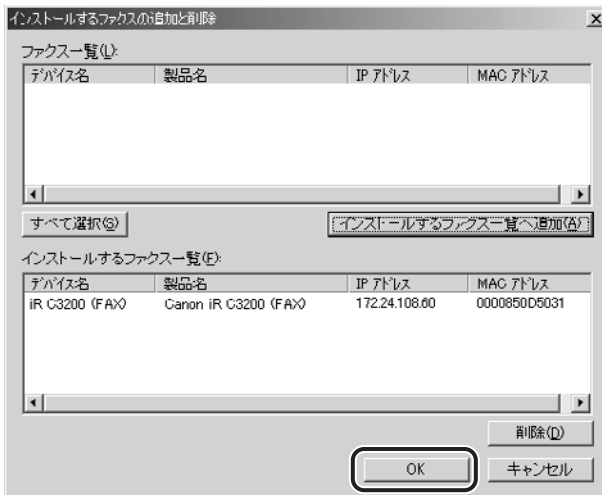 インストールするファクスの追加と削除
ファクス一覧(L):
デバイス名 製品名 IP アドレス MAC アドレス
すべて選択(S) インストールするファクス一覧へ追加(A)
インストールするファクス一覧(F):
デバイス名 製品名 IP アドレス MAC アドレス
iR C3200 (FAX) Canon iR C3200 (FAX) 172.24.108.60 0000850D5031
削除(D)
OK キャンセル